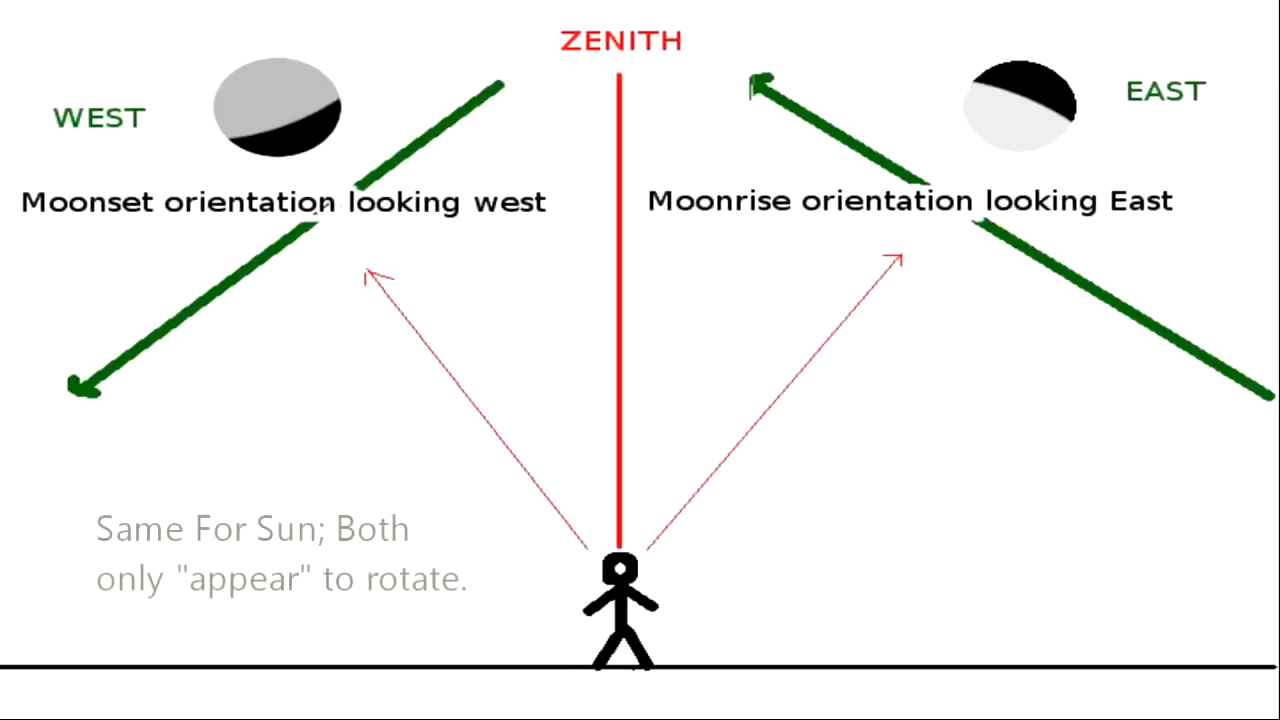 ZENITH
WEST
EAST
Moonset orientation looking west
Moonrise orientation looking East
Same For Sun; Both
only "appear" to rotate.